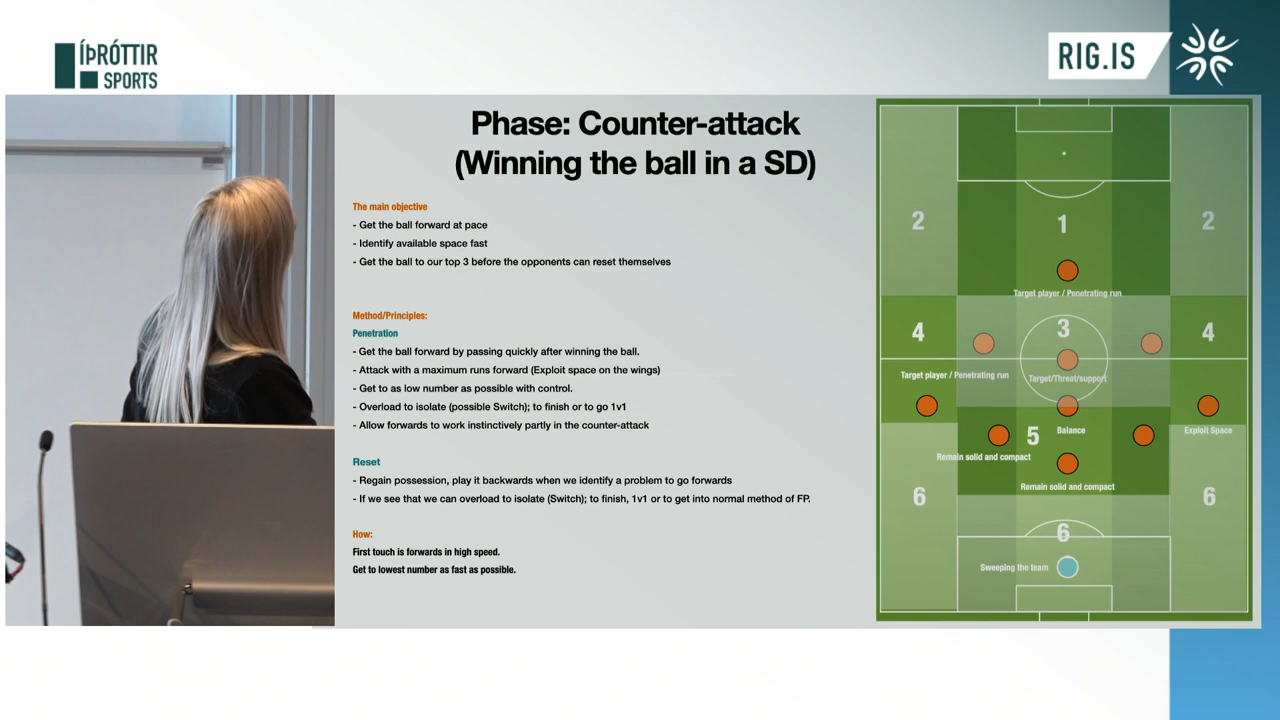 ÍÞRÓTTIR
SPORTS
RIG.IS
Phase: Counter-attack
(Winning the ball in a SD)
The main objective
- Get the ball forward at pace
- Identify available space fast
- Get the ball to our top 3 before the opponents can reset themselves
Method/Principles:
Penetration
- Get the ball forward by passing quickly after winning the ball.
- Attack with a maximum runs forward (Exploit space on the wings)
- Get to as low number as possible with control.
- Overload to isolate (possible Switch); to finish or to go 1v1
- Allow forwards to work instinctively partly in the counter-attack
Reset
- Regain possession, play it backwards when we identify a problem to go forwards
- If we see that we can overload to isolate (Switch); to finish, 1v1 or to get into normal method of FP.
How:
First touch is forwards in high speed.
Get to lowest number as fast as possible.
2 1 2
Target player / Penetrating run
4 3 4
Target player / Penetrating run
Target/Threat/support
Balance
Exploit Space
5
Remain solid and compact
Remain solid and compact
6 6
6
Sweeping the team